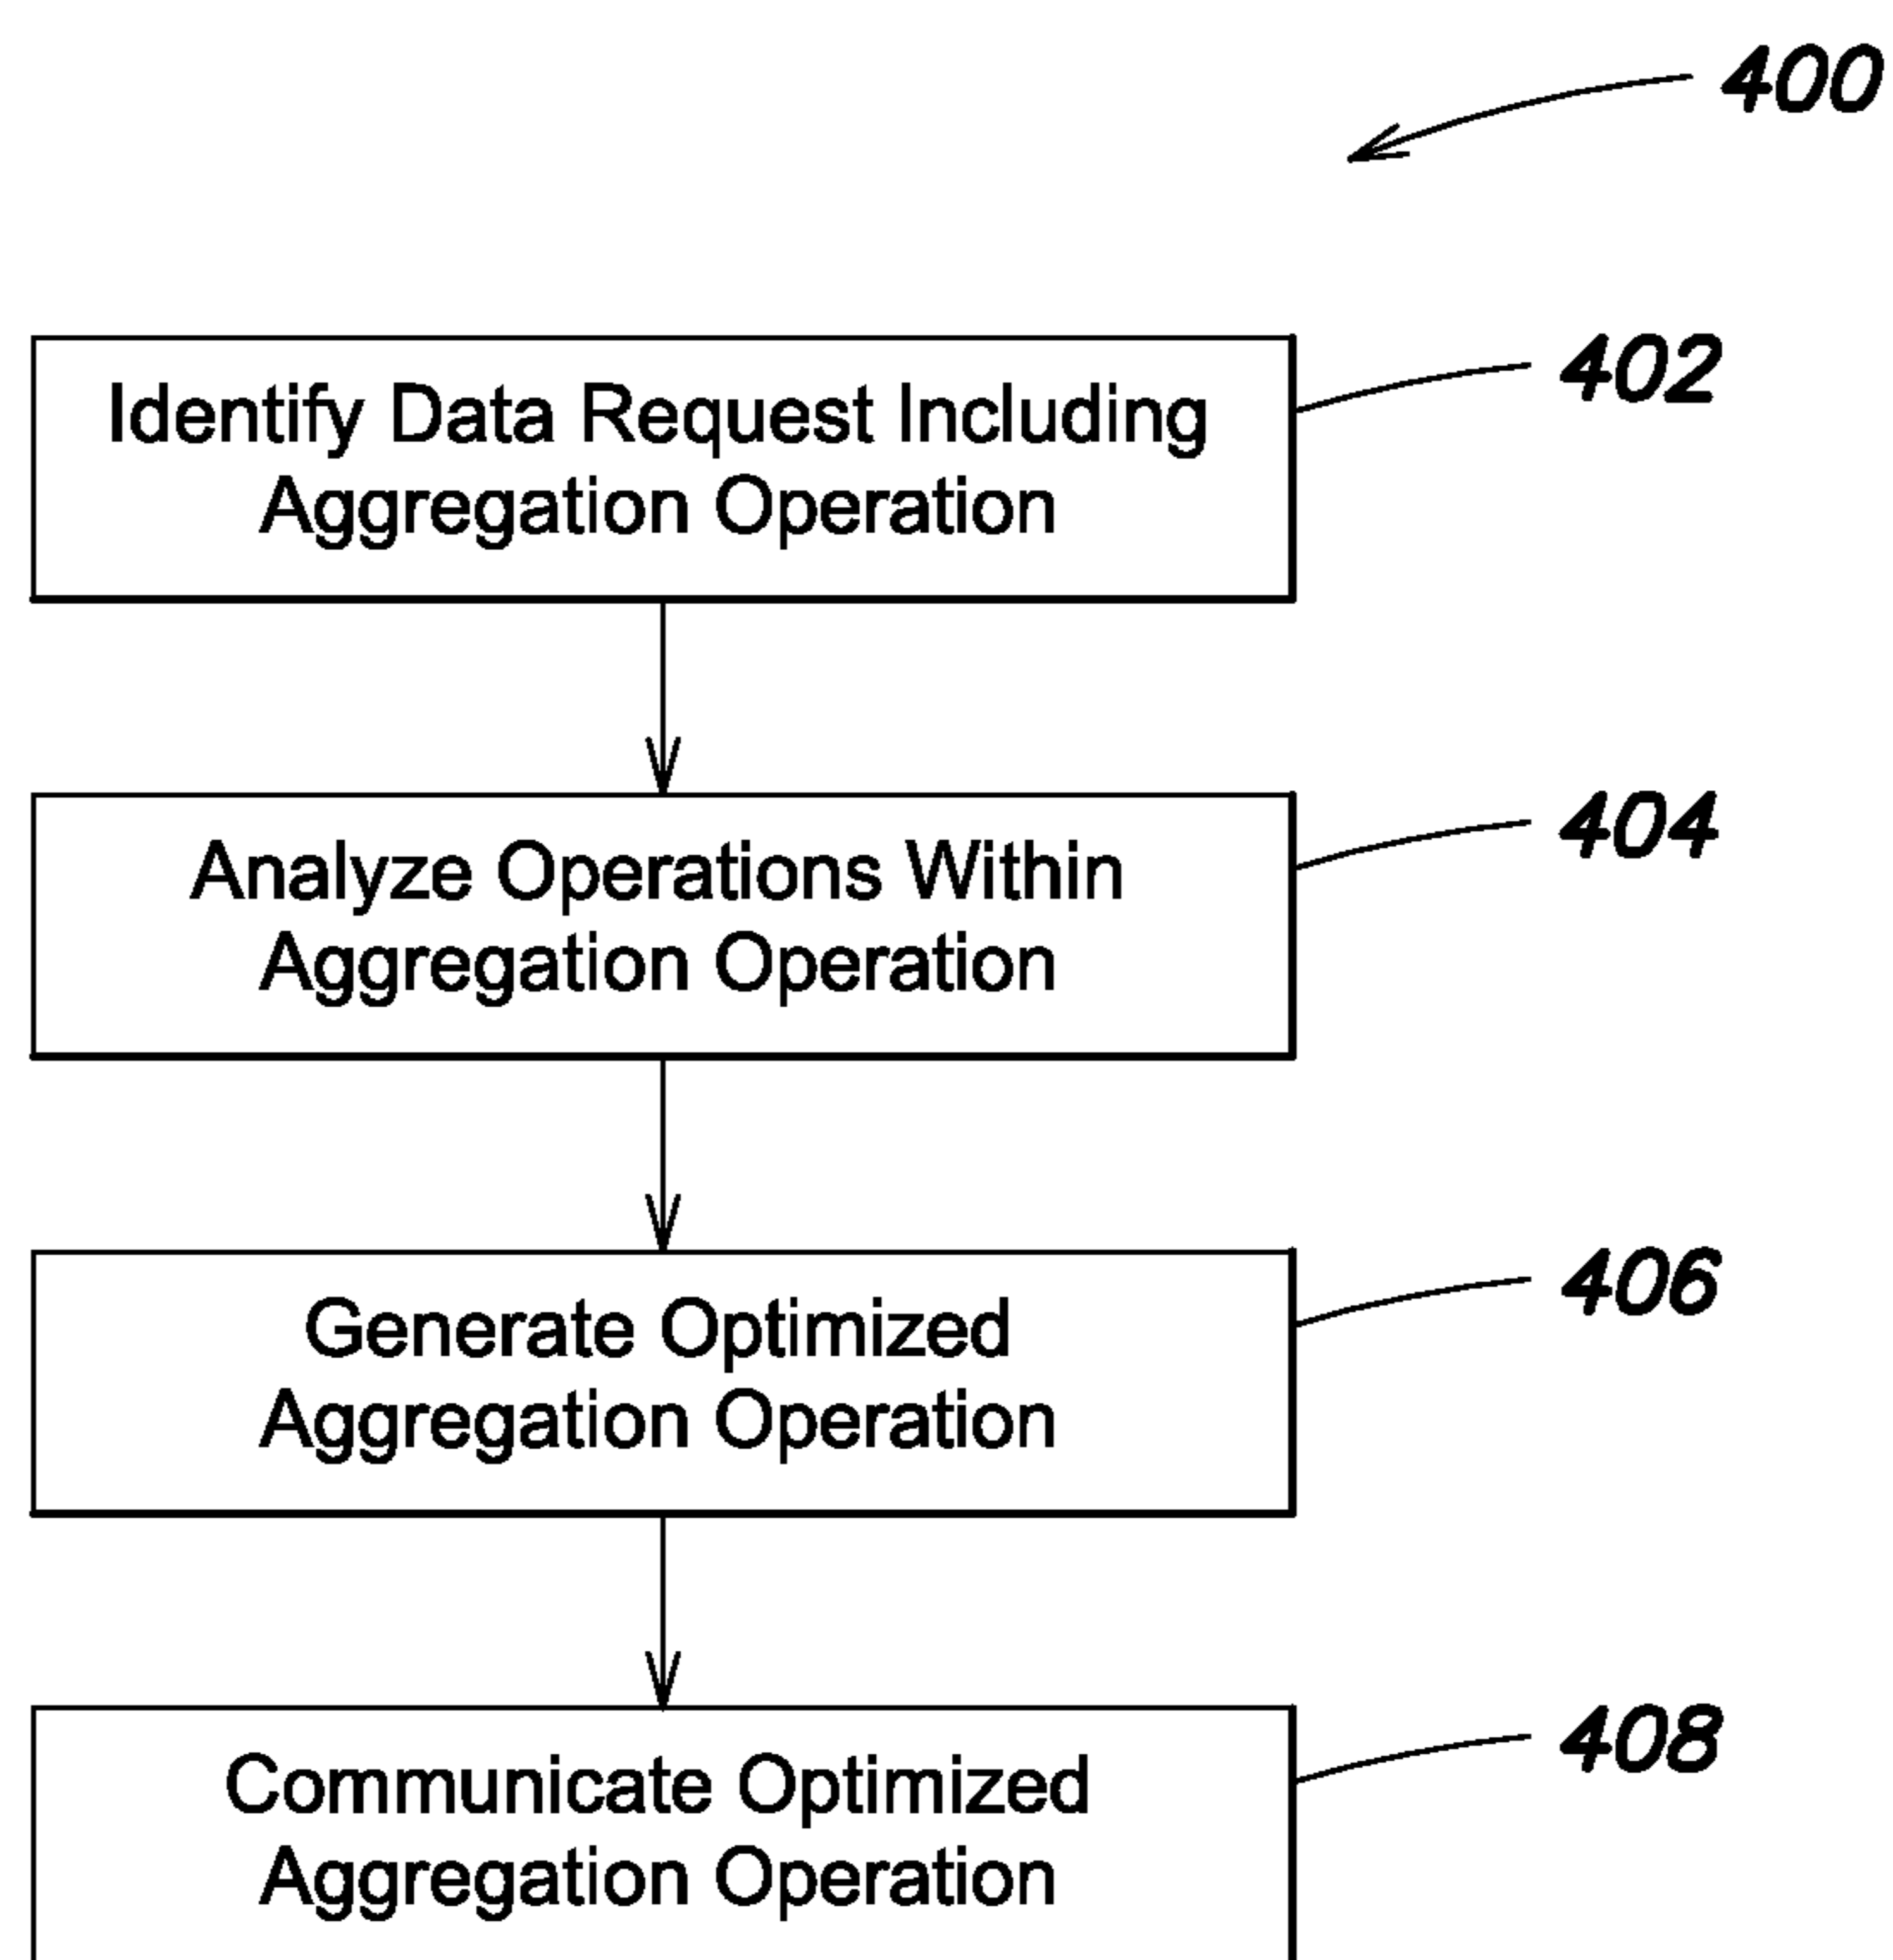 400
Identify Data Request Including
Aggregation Operation
402
Analyze Operations Within
Aggregation Operation
404
Generate Optimized
Aggregation Operation
406
Communicate Optimized
Aggregation Operation
408